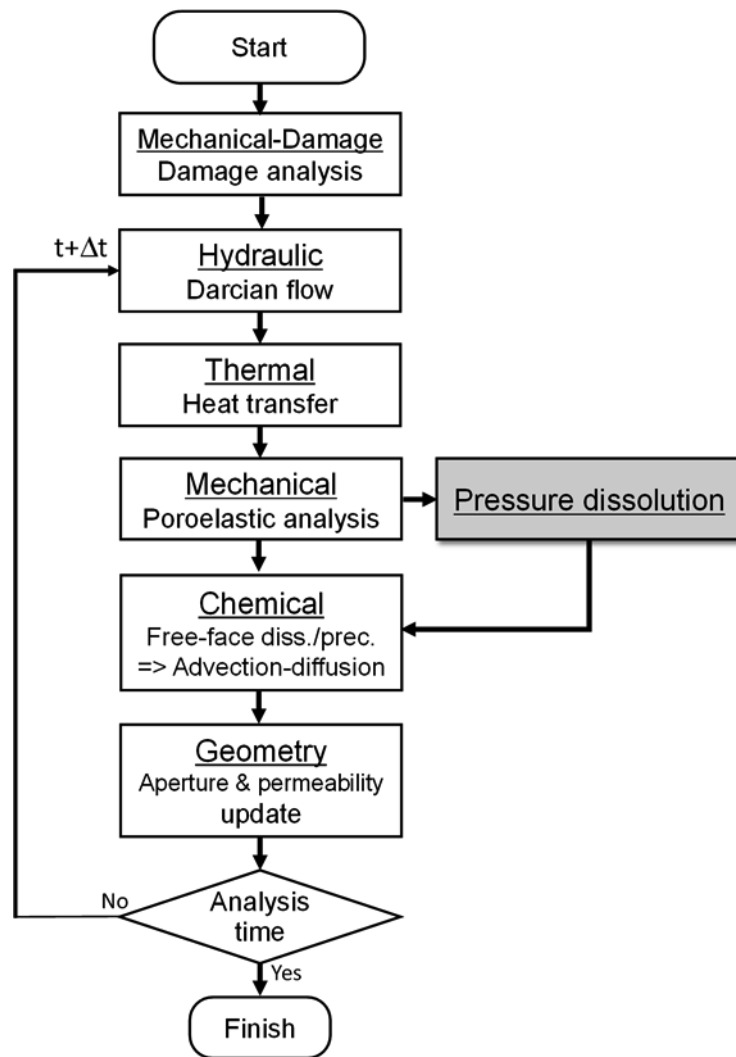 Start
Mechanical-Damage
Damage analysis
t+Δt
Hydraulic
Darcian flow
Thermal
Heat transfer
Mechanical
Poroelastic analysis
Pressure dissolution
Chemical
Free-face diss./prec.
=> Advection-diffusion
Geometry
Aperture & permeability
update
No
Analysis
time
Yes
Finish